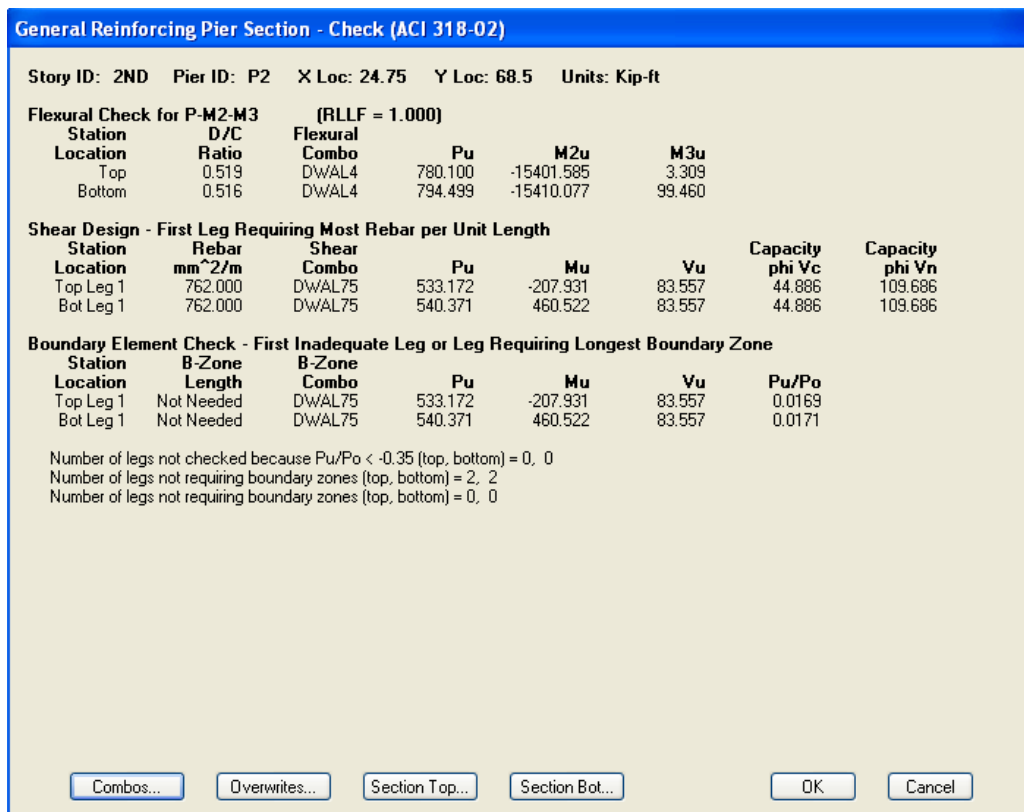 General Reinforcing Pier Section - Check (ACI 318-02)
Story ID: 2ND Pier ID: P2 X Loc: 24.75 Y Loc: 68.5 Units: Kip-ft
Flexural Check for P-M2-M3 (RLLF = 1.000)
Station D/C Flexural
Location Ratio Combo Pu M2u M3u
Top 0.519 DWAL4 780.100 -15401.585 3.309
Bottom 0.516 DWAL4 794.499 -15410.077 99.460
Shear Design - First Leg Requiring Most Rebar per Unit Length
Station Rebar Shear Capacity Capacity
Location mm^2/m Combo Pu Mu Vu phi Vc phi Vn
Top Leg 1 762.000 DWAL75 533.172 -207.931 83.557 44.886 109.686
Bot Leg 1 762.000 DWAL75 540.371 460.522 83.557 44.886 109.686
Boundary Element Check - First Inadequate Leg or Leg Requiring Longest Boundary Zone
Station B-Zone B-Zone
Location Length Combo Pu Mu Vu Pu/Po
Top Leg 1 Not Needed DWAL75 533.172 -207.931 83.557 0.0169
Bot Leg 1 Not Needed DWAL75 540.371 460.522 83.557 0.0171
Number of legs not checked because Pu/Po < -0.35 (top, bottom) = 0, 0
Number of legs not requiring boundary zones (top, bottom) = 2, 2
Number of legs not requiring boundary zones (top, bottom) = 0, 0
Combos... Overwrites... Section Top... Section Bot... OK Cancel